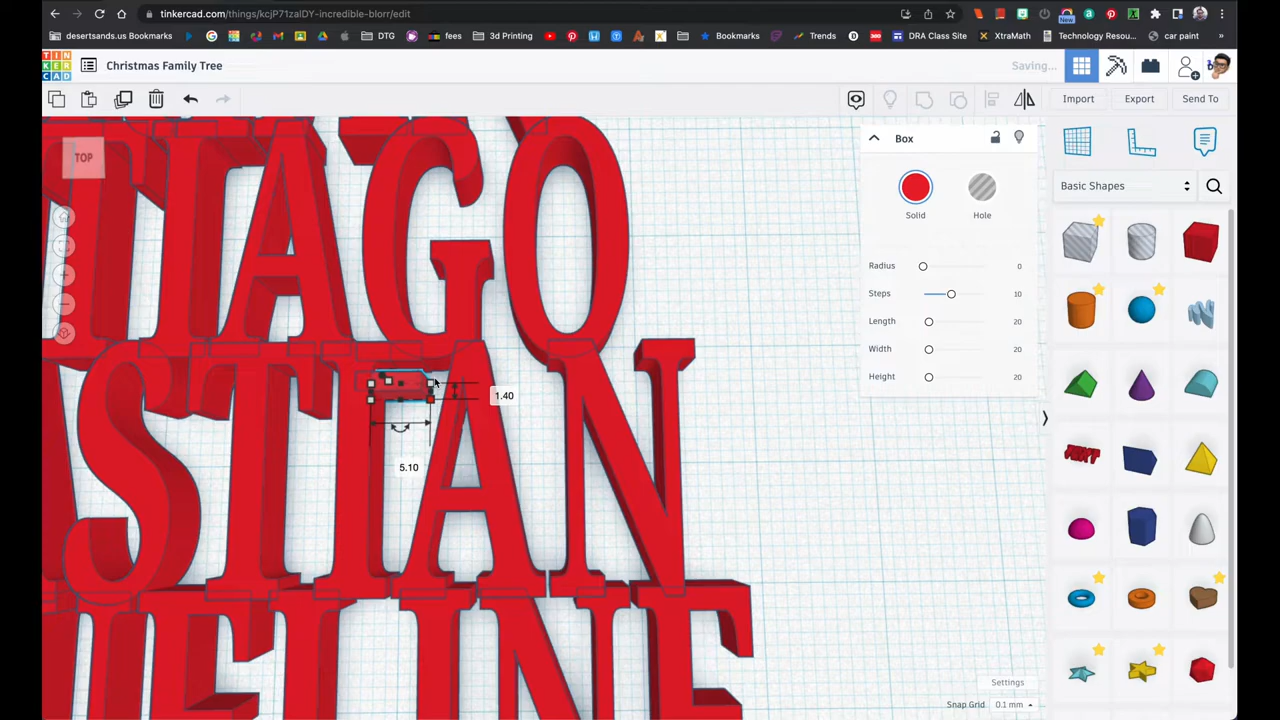 tinkercad.com/things/kcjP71zalDY-incredible-blorr/edit
desertsands.us Bookmarks DTG fees 3d Printing Bookmarks Trends DRA Class Site XtraMath Technology Resour... car paint
New
TIN
KER
CAD
Christmas Family Tree
Saving...
Import
Export
Send To
TOP
Box
Solid
Hole
Radius 0
Steps 10
Length 20
Width 20
Height 20
Basic Shapes
TIAGO
STIAN
1.40
5.10
Settings
Snap Grid 0.1 mm